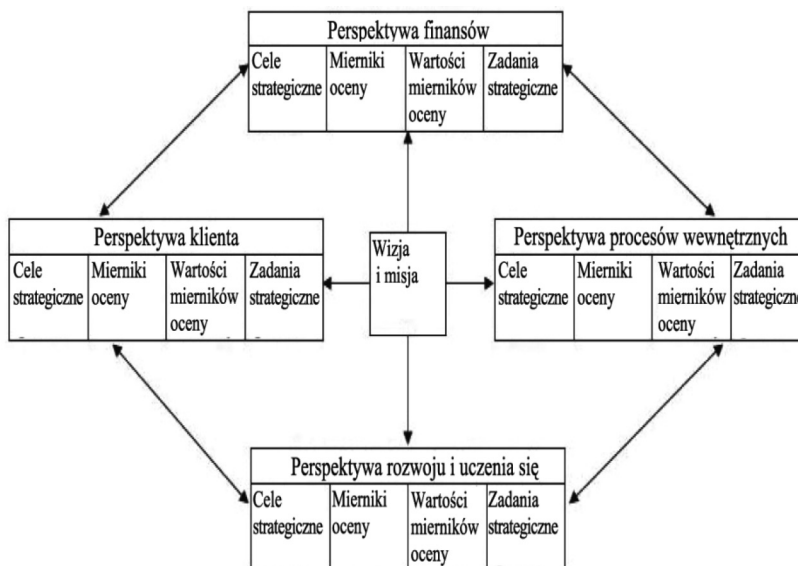 Perspektywa finansów
Cele
strategiczne
Mierniki
oceny
Wartości
mierników
oceny
Zadania
strategiczne
Perspektywa klienta
Cele
strategiczne
Mierniki
oceny
Wartości
mierników
oceny
Zadania
strategiczne
Wizja
i misja
Perspektywa procesów wewnętrznych
Cele
strategiczne
Mierniki
oceny
Wartości
mierników
oceny
Zadania
strategiczne
Perspektywa rozwoju i uczenia się
Cele
strategiczne
Mierniki
oceny
Wartości
mierników
oceny
Zadania
strategiczne